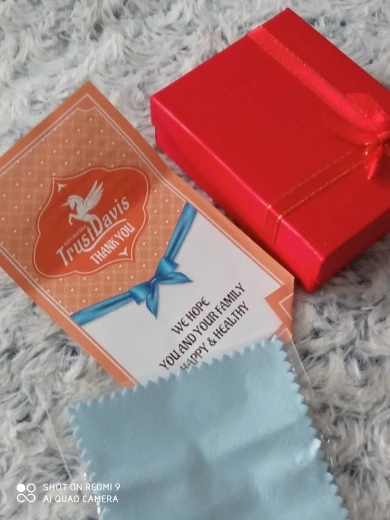 TrustDavis
THANK YOU
WE HOPE
YOU AND YOUR FAMILY
HAPPY & HEALTHY
SHOT ON REDMI 9
AI QUAD CAMERA